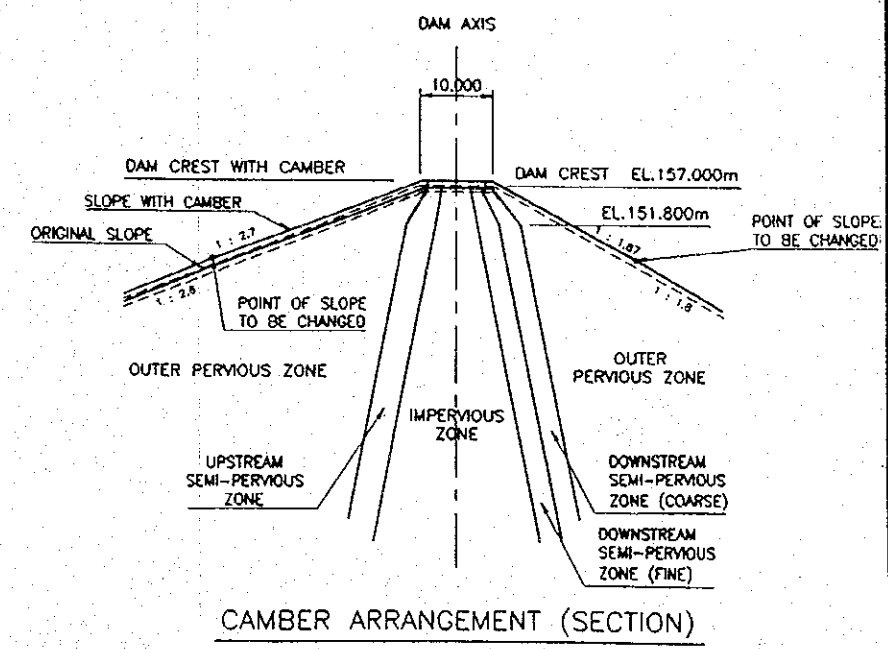 DAM AXIS
10.000
DAM CREST WITH CAMBER
DAM CREST EL.157.000m
SLOPE WITH CAMBER
EL.151.800m
ORIGINAL SLOPE
1 : 2.7
POINT OF SLOPE
TO BE CHANGED
1 : 1.87
1 : 2.6
POINT OF SLOPE
TO BE CHANGED
1 : 1.8
OUTER PERVIOUS ZONE
OUTER
PERVIOUS ZONE
IMPERVIOUS
ZONE
UPSTREAM
SEMI-PERVIOUS
ZONE
DOWNSTREAM
SEMI-PERVIOUS
ZONE (COARSE)
DOWNSTREAM
SEMI-PERVIOUS
ZONE (FINE)
CAMBER ARRANGEMENT (SECTION)